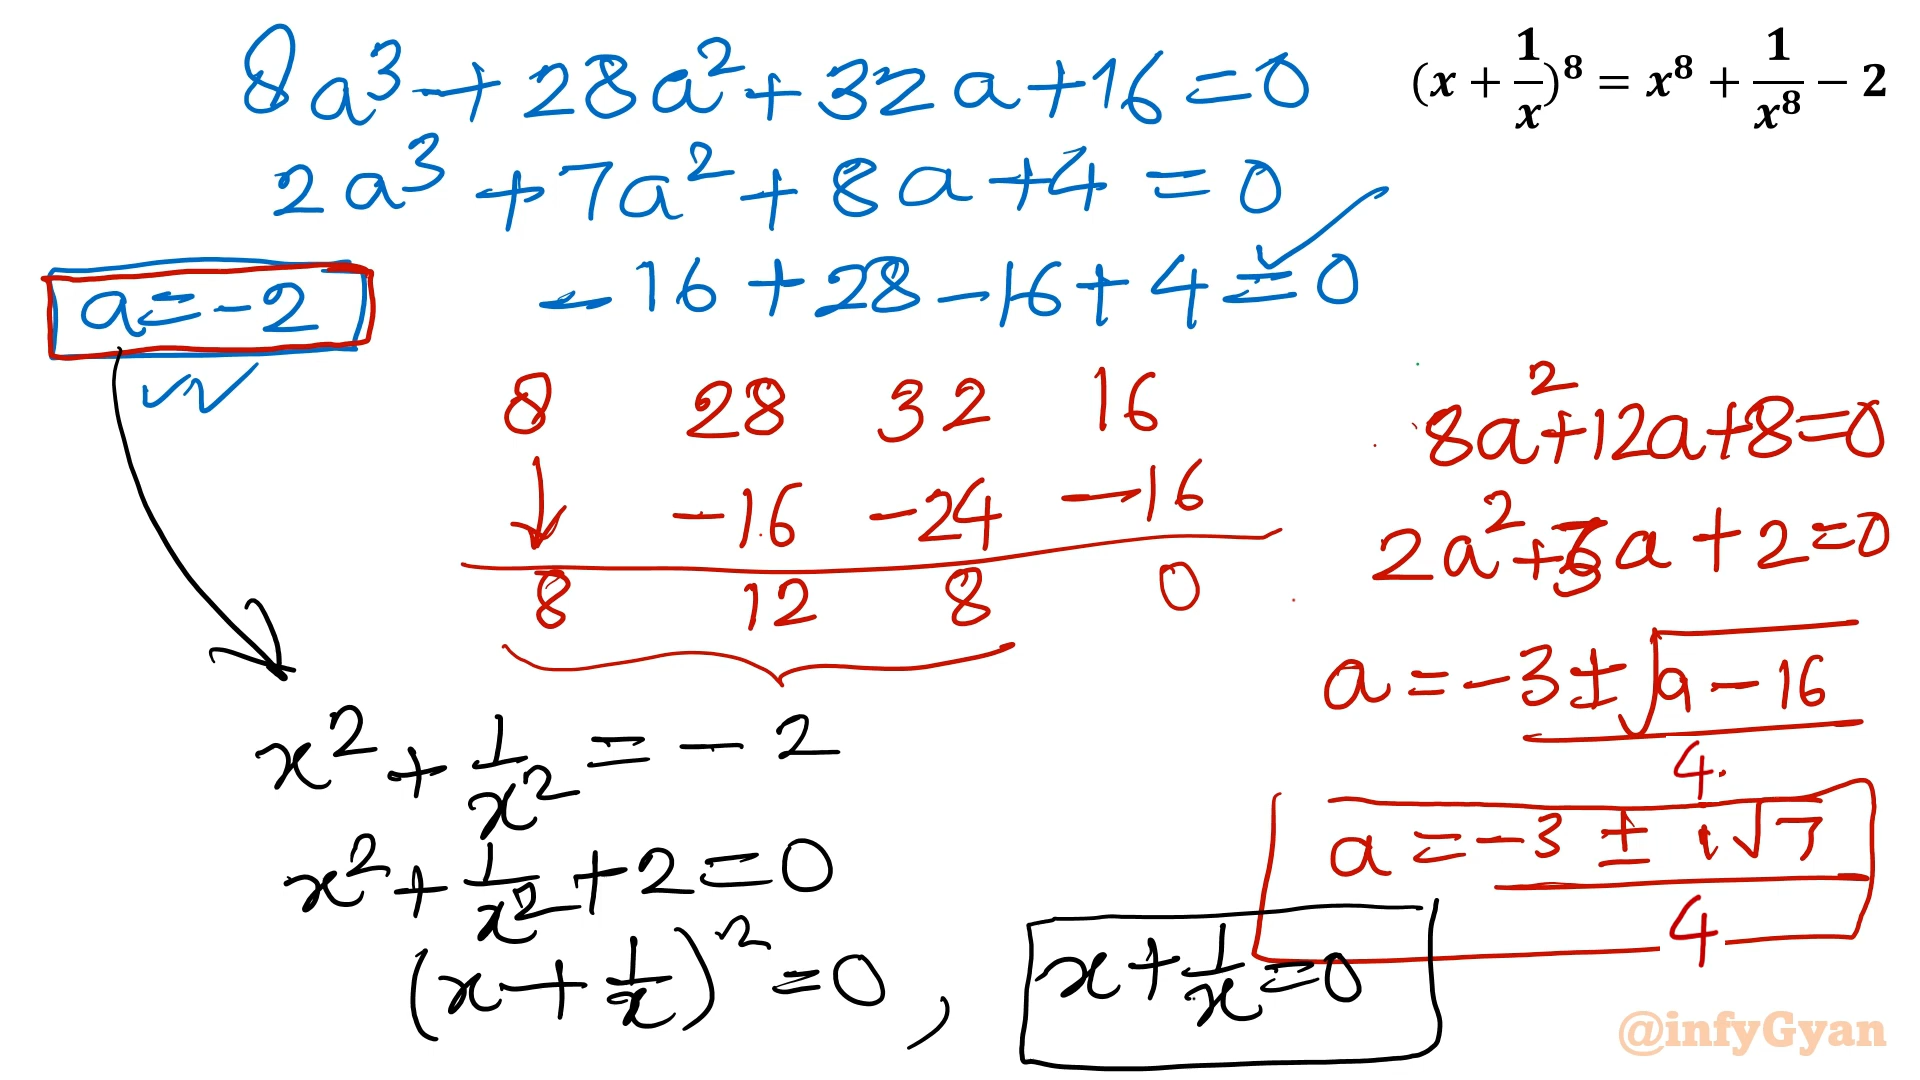 8a³ + 28a² + 32a + 16 = 0
(x + 1/x)⁸ = x⁸ + 1/x⁸ − 2
2a³ + 7a² + 8a + 4 = 0
a = -2
- 16 + 28 - 16 + 4 = 0
8 28 32 16
-16 -24 -16
8 12 8 0
8a² + 12a + 8 = 0
2a² + 3a + 2 = 0
a = -3 ± √(9 - 16) / 4.
a = -3 ± i√7 / 4
x² + 1/x² = - 2
x² + 1/x² + 2 = 0
(x + 1/x)² = 0 , x + 1/x = 0
@infyGyan